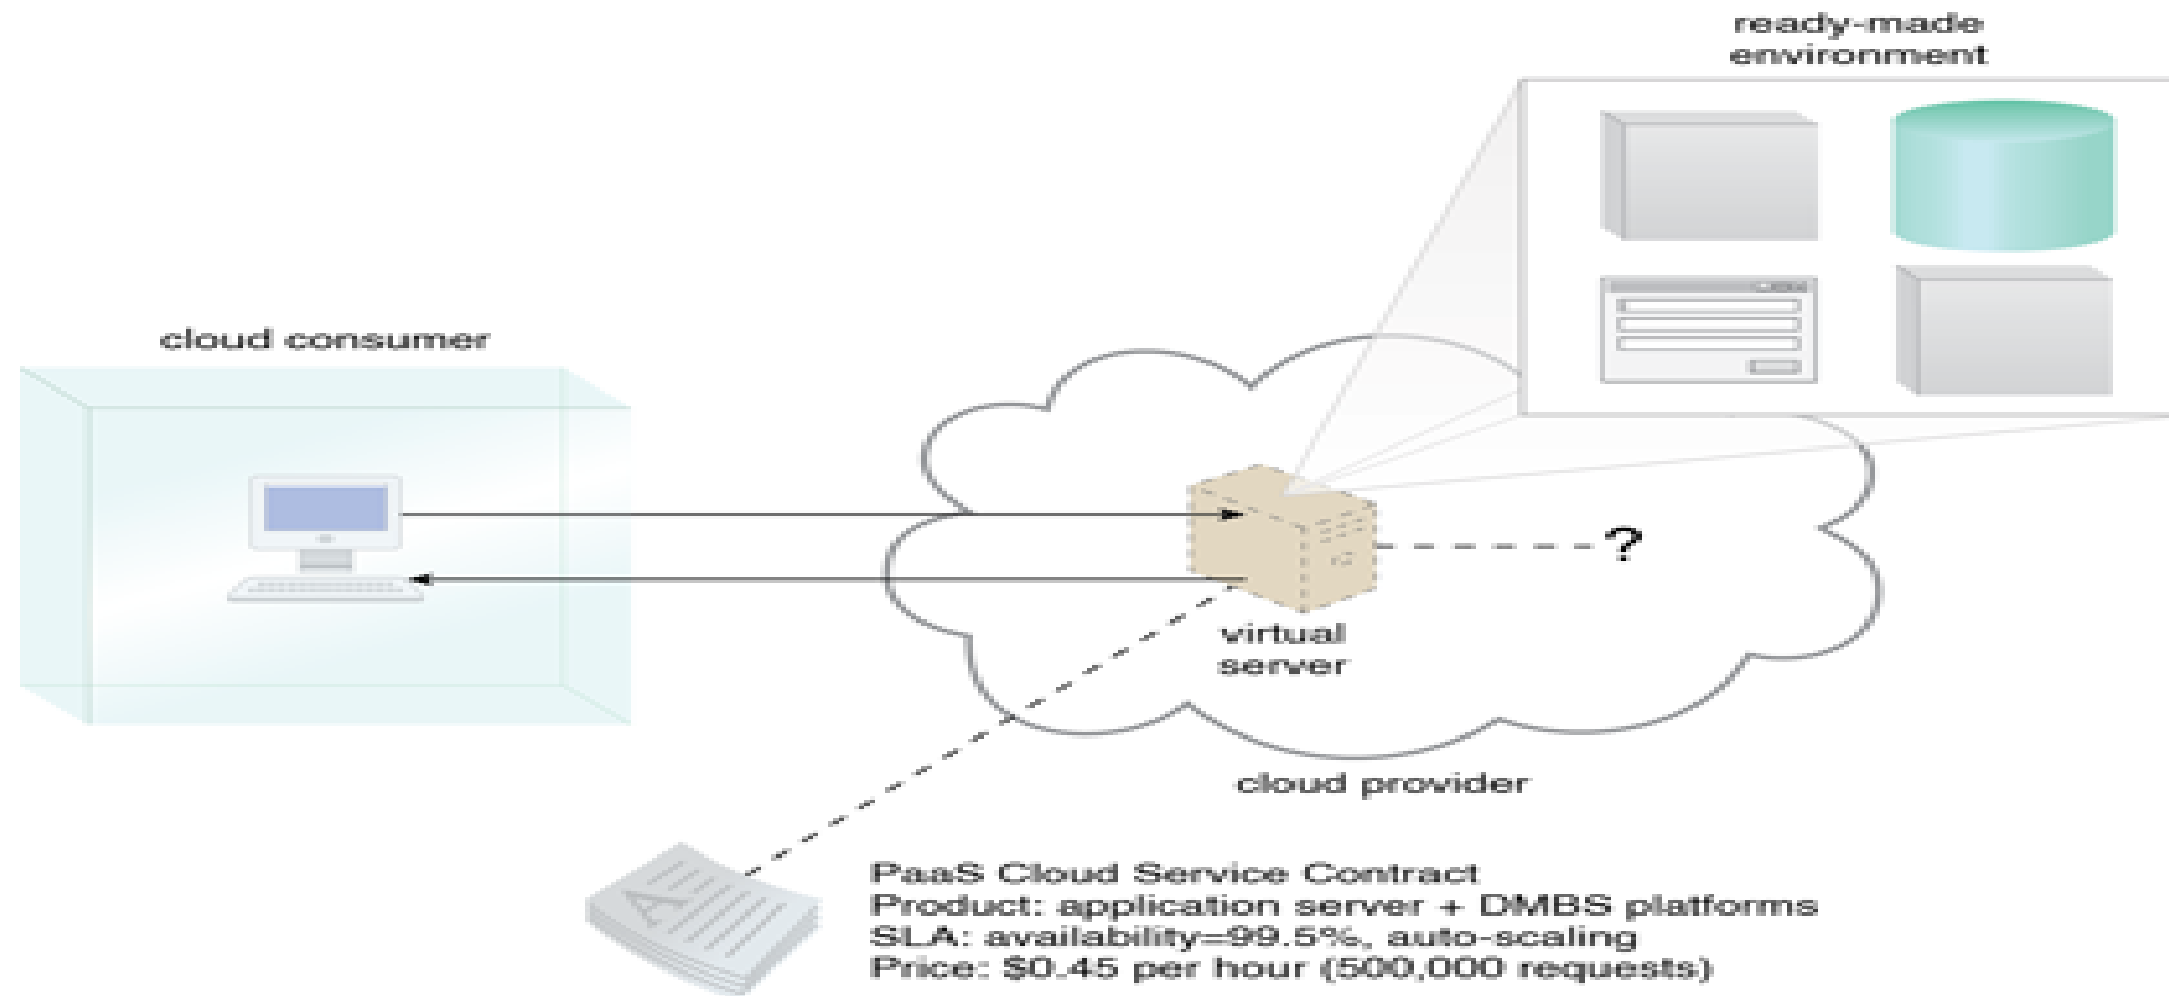 ready-made
environment
cloud consumer
?
virtual
server
cloud provider
A
PaaS Cloud Service Contract
Product: application server + DMBS platforms
SLA: availability=99.5%, auto-scaling
Price: $0.45 per hour (500,000 requests)